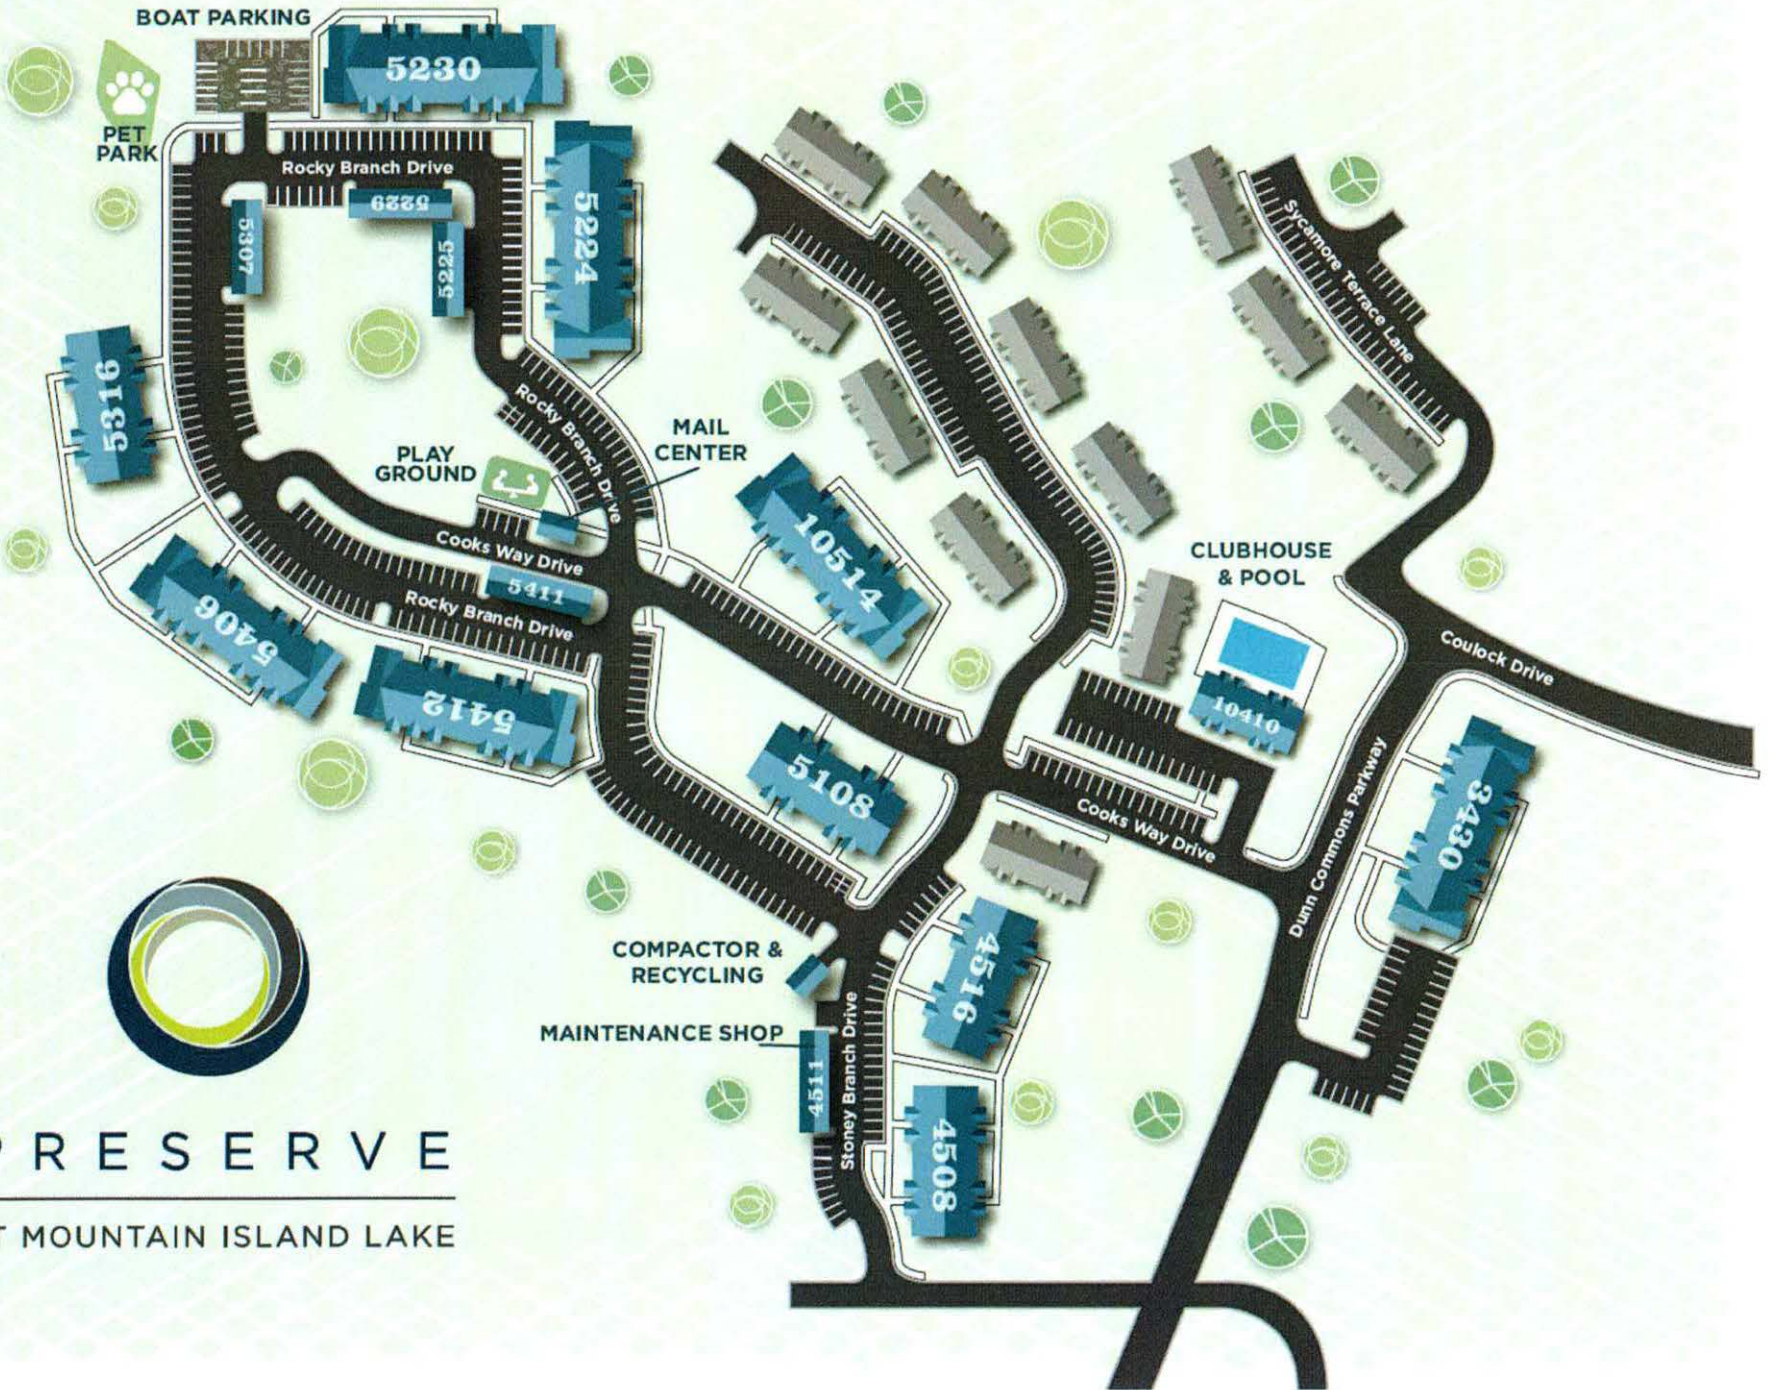 BOAT PARKING
5230
PET
PARK
Rocky Branch Drive
5229
5307
5225
5224
Sycamore Terrace Lane
5316
Rocky Branch Drive
MAIL
CENTER
PLAY
GROUND
10514
Cooks Way Drive
5411
CLUBHOUSE
& POOL
5406
Rocky Branch Drive
5412
Coulock Drive
10410
5108
Cooks Way Drive
Dunn Commons Parkway
3430
COMPACTOR &
RECYCLING
4516
MAINTENANCE SHOP
4511
Stoney Branch Drive
4508
RESERVE
MOUNTAIN ISLAND LAKE